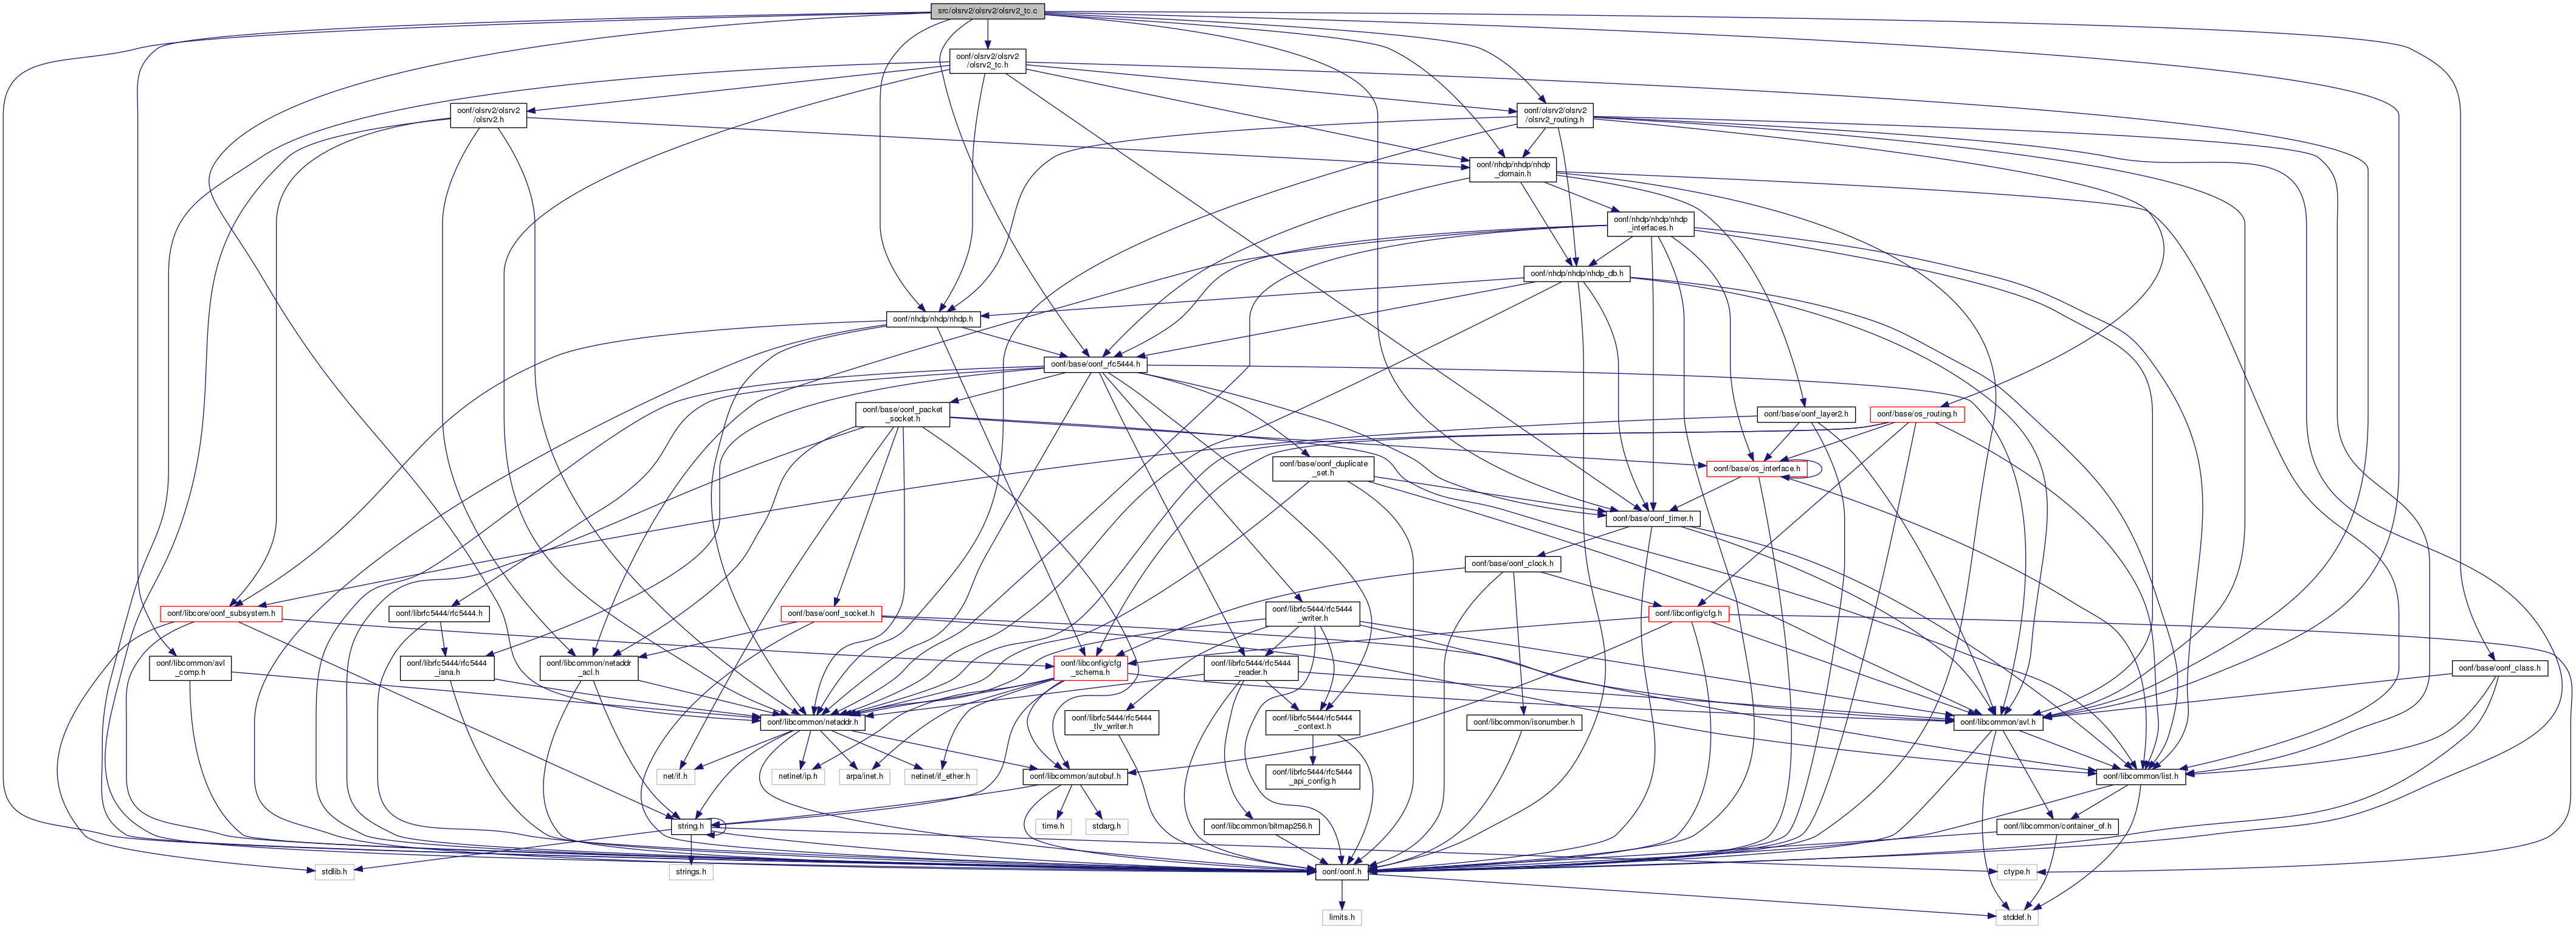 src/olsrv2/olsrv2/olsrv2_tc.c
oonf/olsrv2/olsrv2
/olsrv2_tc.h
oonf/olsrv2/olsrv2
/olsrv2.h
oonf/olsrv2/olsrv2
/olsrv2_routing.h
oonf/nhdp/nhdp/nhdp
_domain.h
oonf/nhdp/nhdp/nhdp
_interfaces.h
oonf/nhdp/nhdp/nhdp_db.h
oonf/nhdp/nhdp/nhdp.h
oonf/base/oonf_rfc5444.h
oonf/base/oonf_packet
_socket.h
oonf/base/oonf_layer2.h
oonf/base/os_routing.h
oonf/base/oonf_duplicate
_set.h
oonf/base/os_interface.h
oonf/base/oonf_timer.h
oonf/base/oonf_clock.h
oonf/libcore/oonf_subsystem.h
oonf/librfc5444/rfc5444.h
oonf/base/oonf_socket.h
oonf/librfc5444/rfc5444
_writer.h
oonf/libconfig/cfg.h
oonf/libcommon/avl
_comp.h
oonf/librfc5444/rfc5444
_iana.h
oonf/libcommon/netaddr
_acl.h
oonf/libconfig/cfg
_schema.h
oonf/librfc5444/rfc5444
_reader.h
oonf/base/oonf_class.h
oonf/libcommon/netaddr.h
oonf/librfc5444/rfc5444
_tlv_writer.h
oonf/librfc5444/rfc5444
_context.h
oonf/libcommon/isonumber.h
oonf/libcommon/avl.h
net/if.h
netinet/ip.h
arpa/inet.h
netinet/if_ether.h
oonf/libcommon/autobuf.h
oonf/librfc5444/rfc5444
_api_config.h
oonf/libcommon/list.h
string.h
time.h
stdarg.h
oonf/libcommon/bitmap256.h
oonf/libcommon/container_of.h
stdlib.h
strings.h
oonf/oonf.h
ctype.h
limits.h
stddef.h